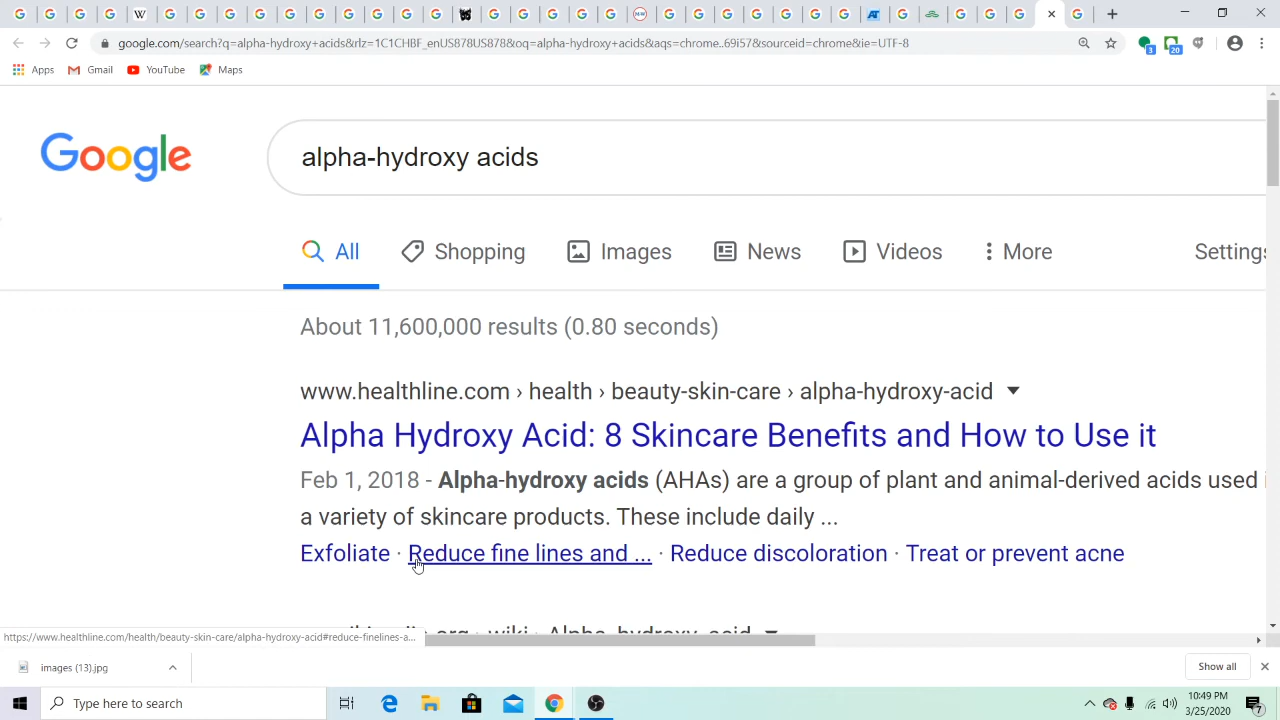 google.com/search?q=alpha-hydroxy+acids&rlz=1C1CHBF_enUS878US878&oq=alpha-hydroxy+acids&aqs=chrome..69i57&sourceid=chrome&ie=UTF-8
3
20
Apps
Gmail
YouTube
Maps
Google
alpha-hydroxy acids
All
Shopping
Images
News
Videos
More
Settings
About 11,600,000 results (0.80 seconds)
www.healthline.com › health › beauty-skin-care › alpha-hydroxy-acid
Alpha Hydroxy Acid: 8 Skincare Benefits and How to Use it
Feb 1, 2018 - Alpha-hydroxy acids (AHAs) are a group of plant and animal-derived acids used
a variety of skincare products. These include daily ...
Exfoliate · Reduce fine lines and ... · Reduce discoloration · Treat or prevent acne
https://www.healthline.com/health/beauty-skin-care/alpha-hydroxy-acid#reduce-finelines-a...
images (13).jpg
Show all
Type here to search
10:49 PM
3/25/2020
7